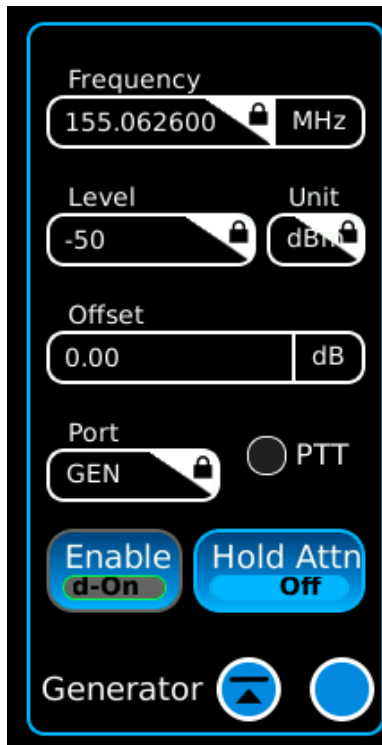 Frequency
155.062600 MHz
Level Unit
-50 dBm
Offset
0.00 dB
Port
GEN PTT
Enable Hold Attn
d-On Off
Generator